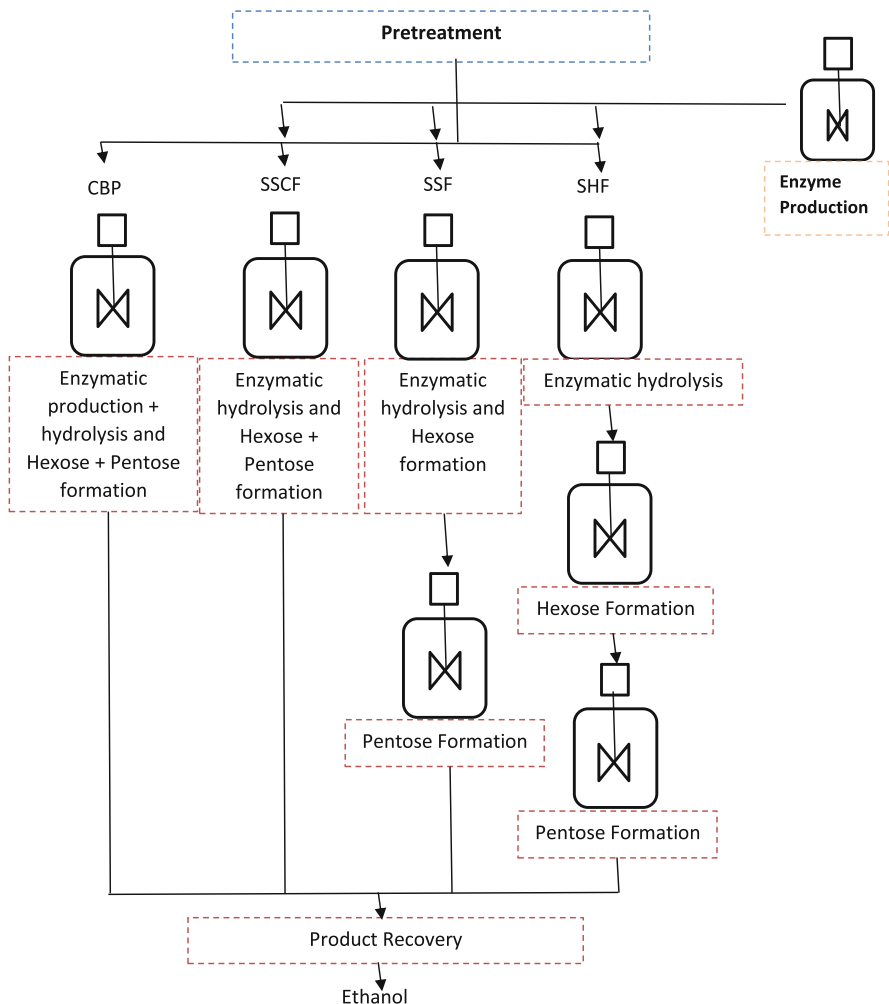 Pretreatment
Enzyme
Production
CBP
SSCF
SSF
SHF
Enzymatic
production +
hydrolysis and
Hexose + Pentose
formation
Enzymatic
hydrolysis and
Hexose +
Pentose
formation
Enzymatic
hydrolysis and
Hexose
formation
Enzymatic hydrolysis
Hexose Formation
Pentose Formation
Pentose Formation
Product Recovery
Ethanol